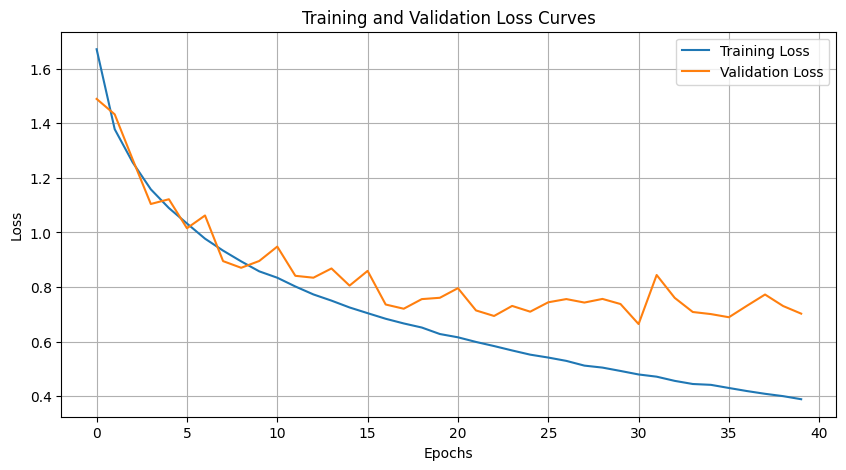 Training and Validation Loss Curves
Training Loss
Validation Loss
1.6
1.4
1.2
1.0
0.8
0.6
0.4
Loss
0 5 10 15 20 25 30 35 40
Epochs